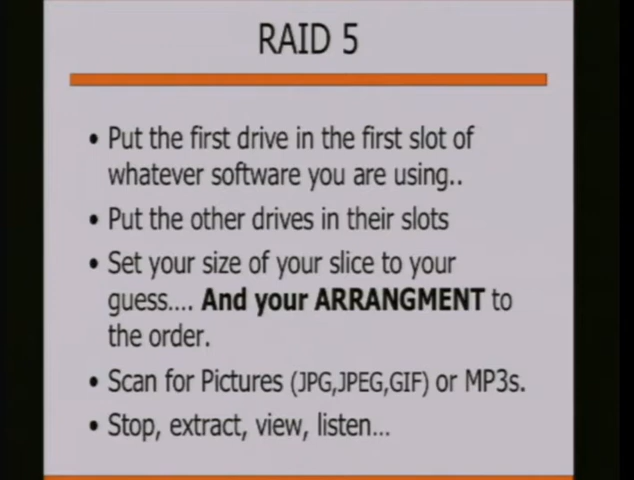 RAID 5
• Put the first drive in the first slot of
whatever software you are using..
• Put the other drives in their slots
• Set your size of your slice to your
guess.... And your ARRANGMENT to
the order.
• Scan for Pictures (JPG,JPEG,GIF) or MP3s.
• Stop, extract, view, listen...